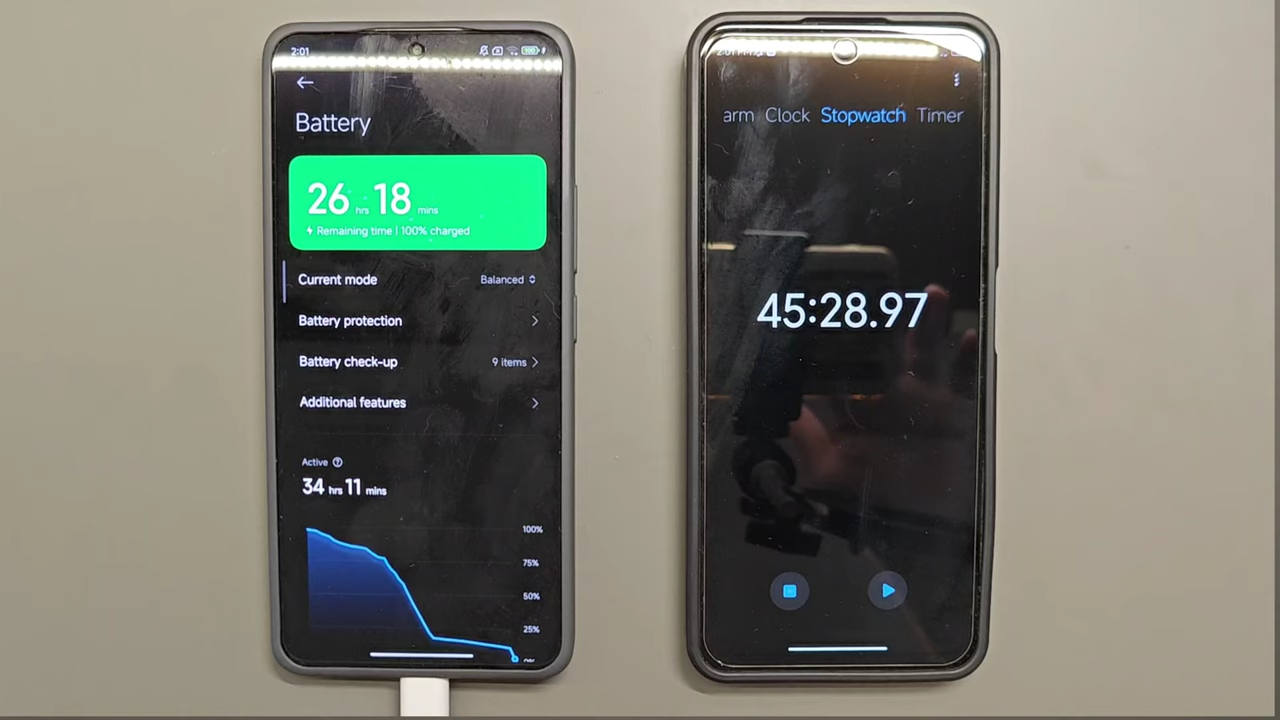 2:01
100
Battery
26 hrs 18 mins
Remaining time | 100% charged
Current mode Balanced
Battery protection
Battery check-up 9 items
Additional features
Active ?
34 hrs 11 mins
100%
75%
50%
25%
0%
arm Clock Stopwatch Timer
45:28.97